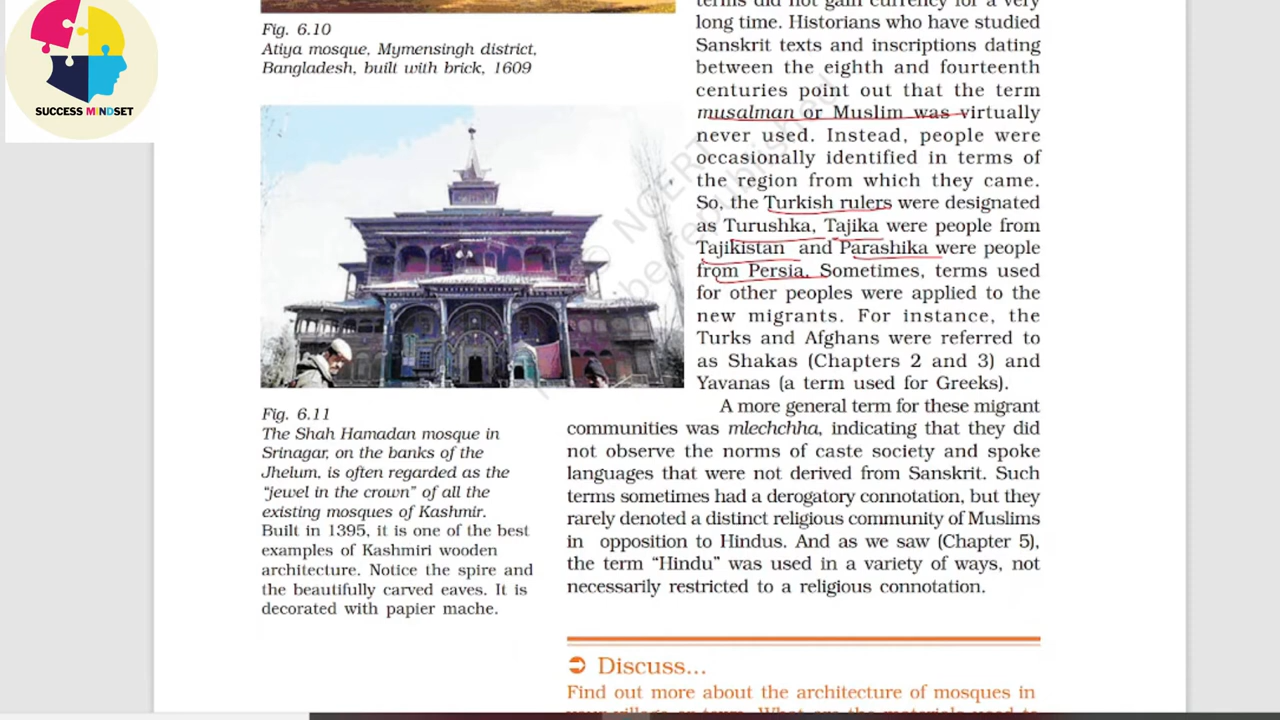 SUCCESS MINDSET
Fig. 6.10
Atiya mosque, Mymensingh district,
Bangladesh, built with brick, 1609
Fig. 6.11
The Shah Hamadan mosque in
Srinagar, on the banks of the
Jhelum, is often regarded as the
“jewel in the crown” of all the
existing mosques of Kashmir.
Built in 1395, it is one of the best
examples of Kashmiri wooden
architecture. Notice the spire and
the beautifully carved eaves. It is
decorated with papier mache.
terms did not gain currency for a very
long time. Historians who have studied
Sanskrit texts and inscriptions dating
between the eighth and fourteenth
centuries point out that the term
musalman or Muslim was virtually
never used. Instead, people were
occasionally identified in terms of
the region from which they came.
So, the Turkish rulers were designated
as Turushka, Tajika were people from
Tajikistan and Parashika were people
from Persia. Sometimes, terms used
for other peoples were applied to the
new migrants. For instance, the
Turks and Afghans were referred to
as Shakas (Chapters 2 and 3) and
Yavanas (a term used for Greeks).
A more general term for these migrant
communities was mlechchha, indicating that they did
not observe the norms of caste society and spoke
languages that were not derived from Sanskrit. Such
terms sometimes had a derogatory connotation, but they
rarely denoted a distinct religious community of Muslims
in opposition to Hindus. And as we saw (Chapter 5),
the term “Hindu” was used in a variety of ways, not
necessarily restricted to a religious connotation.
Discuss...
Find out more about the architecture of mosques in
© NCERT